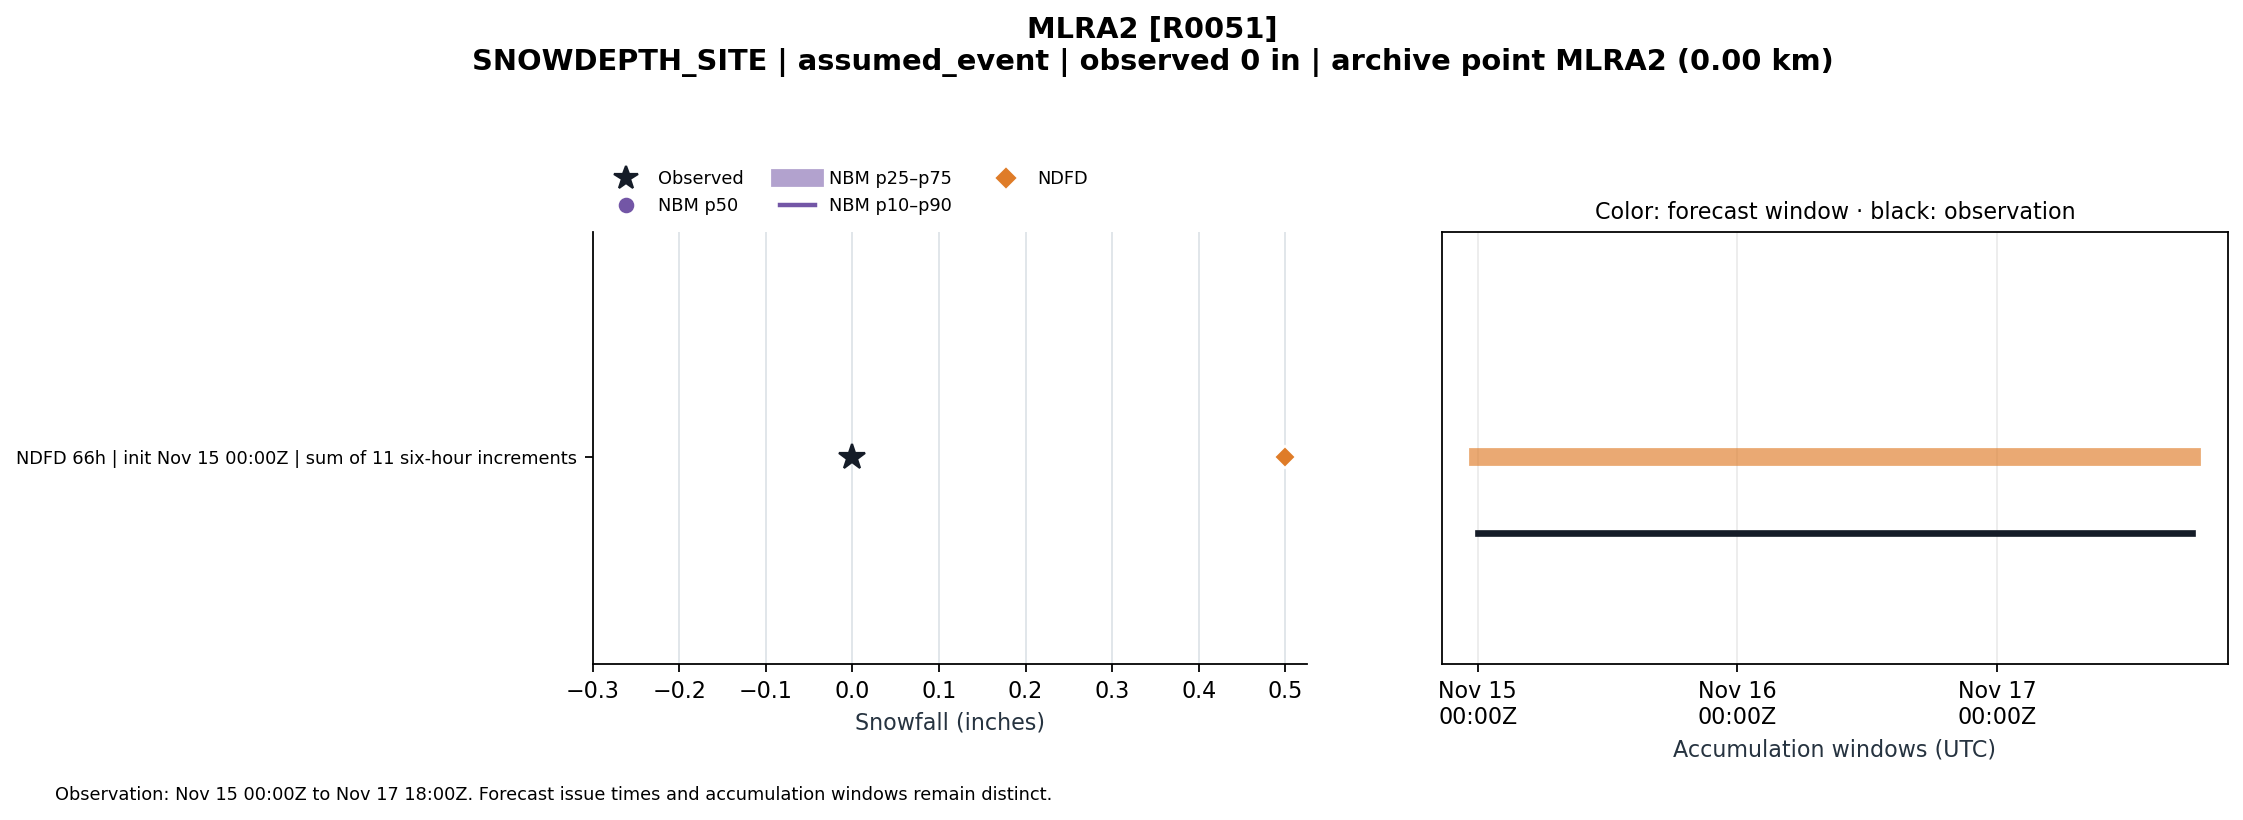 MLRA2 [R0051]
SNOWDEPTH_SITE | assumed_event | observed 0 in | archive point MLRA2 (0.00 km)
Observed
NBM p50
NBM p25–p75
NBM p10–p90
NDFD
NDFD 66h | init Nov 15 00:00Z | sum of 11 six-hour increments
−0.3 −0.2 −0.1 0.0 0.1 0.2 0.3 0.4 0.5
Snowfall (inches)
Color: forecast window · black: observation
Nov 15 Nov 16 Nov 17
00:00Z 00:00Z 00:00Z
Accumulation windows (UTC)
Observation: Nov 15 00:00Z to Nov 17 18:00Z. Forecast issue times and accumulation windows remain distinct.